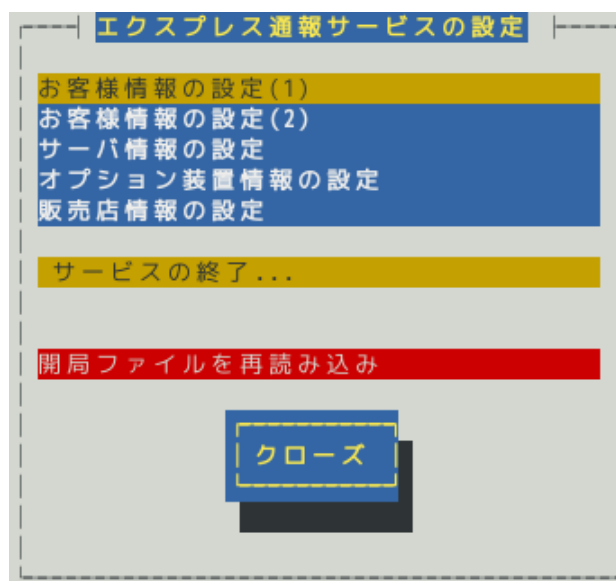 エクスプレス通報サービスの設定
お客様情報の設定(1)
お客様情報の設定(2)
サーバ情報の設定
オプション装置情報の設定
販売店情報の設定
サービスの終了...
開局ファイルを再読み込み
クローズ